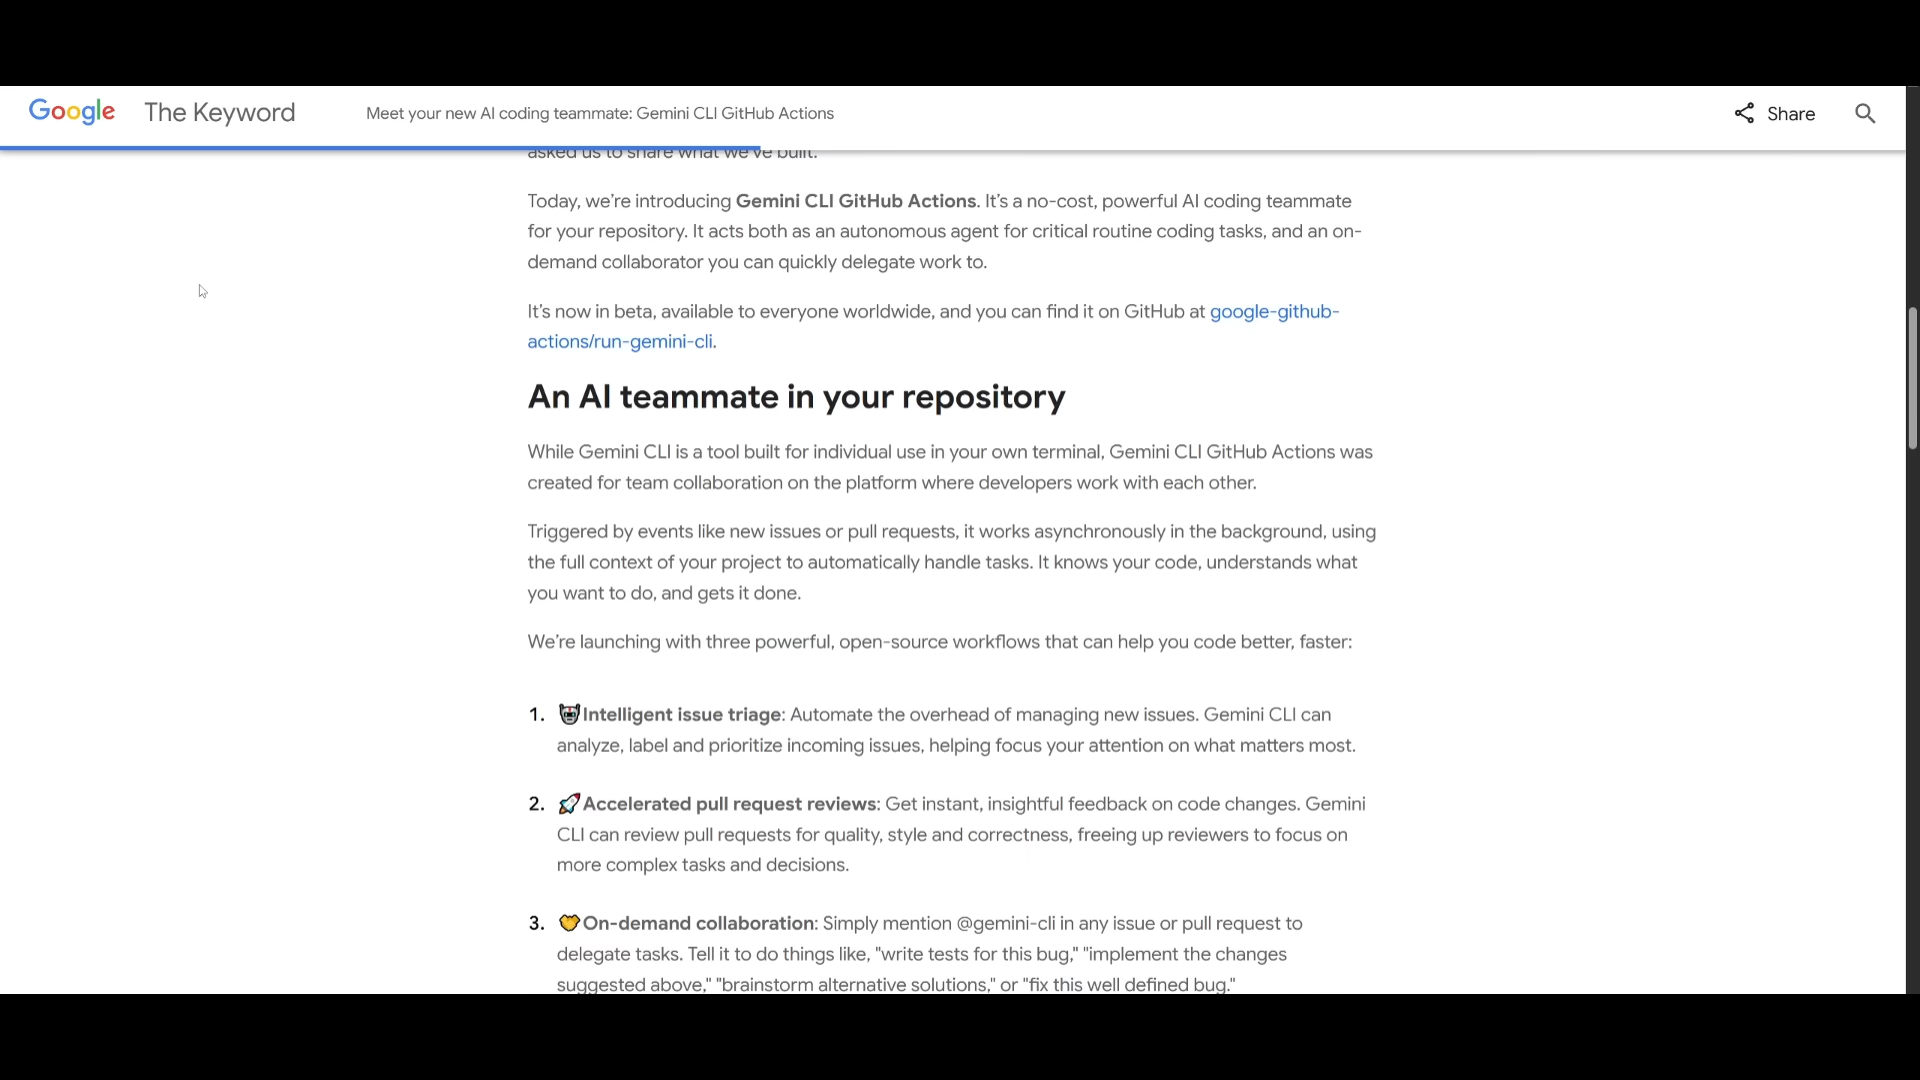 Google The Keyword Meet your new AI coding teammate: Gemini CLI GitHub Actions Share
asked us to share what we've built.
Today, we're introducing Gemini CLI GitHub Actions. It's a no-cost, powerful AI coding teammate
for your repository. It acts both as an autonomous agent for critical routine coding tasks, and an on-
demand collaborator you can quickly delegate work to.
It's now in beta, available to everyone worldwide, and you can find it on GitHub at google-github-
actions/run-gemini-cli.
An AI teammate in your repository
While Gemini CLI is a tool built for individual use in your own terminal, Gemini CLI GitHub Actions was
created for team collaboration on the platform where developers work with each other.
Triggered by events like new issues or pull requests, it works asynchronously in the background, using
the full context of your project to automatically handle tasks. It knows your code, understands what
you want to do, and gets it done.
We're launching with three powerful, open-source workflows that can help you code better, faster:
1. Intelligent issue triage: Automate the overhead of managing new issues. Gemini CLI can
analyze, label and prioritize incoming issues, helping focus your attention on what matters most.
2. Accelerated pull request reviews: Get instant, insightful feedback on code changes. Gemini
CLI can review pull requests for quality, style and correctness, freeing up reviewers to focus on
more complex tasks and decisions.
3. On-demand collaboration: Simply mention @gemini-cli in any issue or pull request to
delegate tasks. Tell it to do things like, "write tests for this bug," "implement the changes
suggested above," "brainstorm alternative solutions," or "fix this well defined bug."